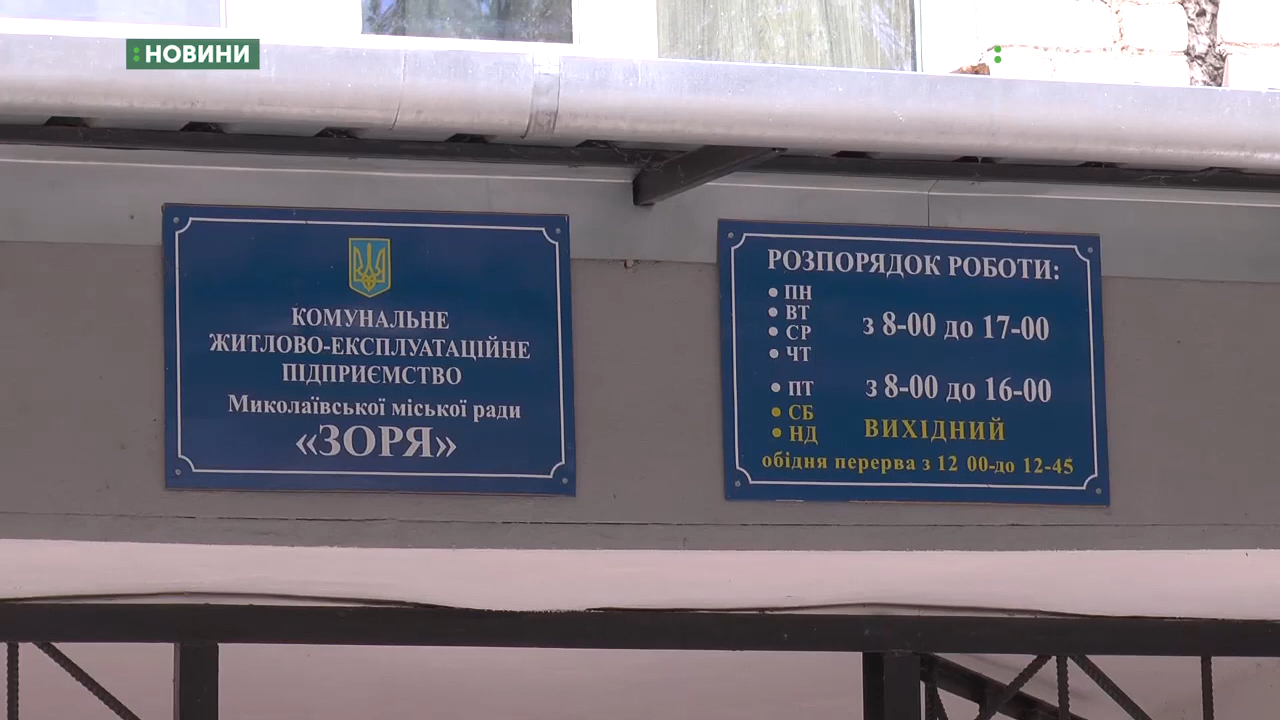 НОВИНИ
КОМУНАЛЬНЕ
ЖИТЛОВО-ЕКСПЛУАТАЦІЙНЕ
ПІДПРИЄМСТВО
Миколаївської міської ради
«ЗОРЯ»
РОЗПОРЯДОК РОБОТИ:
• ПН
• ВТ
• СР
• ЧТ
з 8-00 до 17-00
• ПТ з 8-00 до 16-00
• СБ
• НД
ВИХІДНИЙ
обідня перерва з 12 00-до 12-45